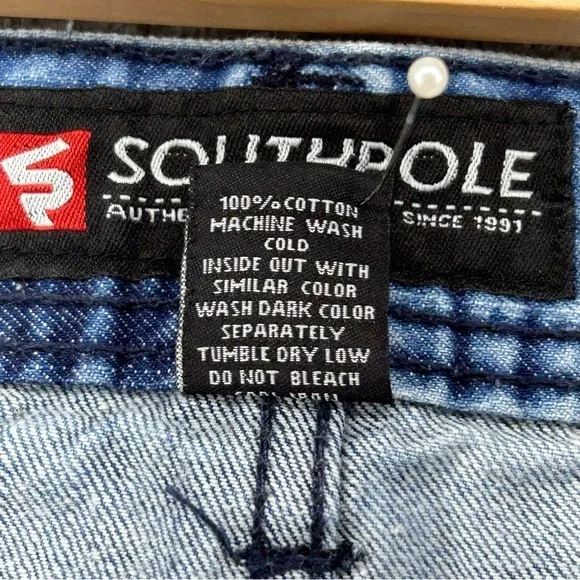 SOUTHPOLE
SINCE 1991
100% COTTON
MACHINE WASH
COLD
INSIDE OUT WITH
SIMILAR COLOR
WASH DARK COLOR
SEPARATELY
TUMBLE DRY LOW
DO NOT BLEACH